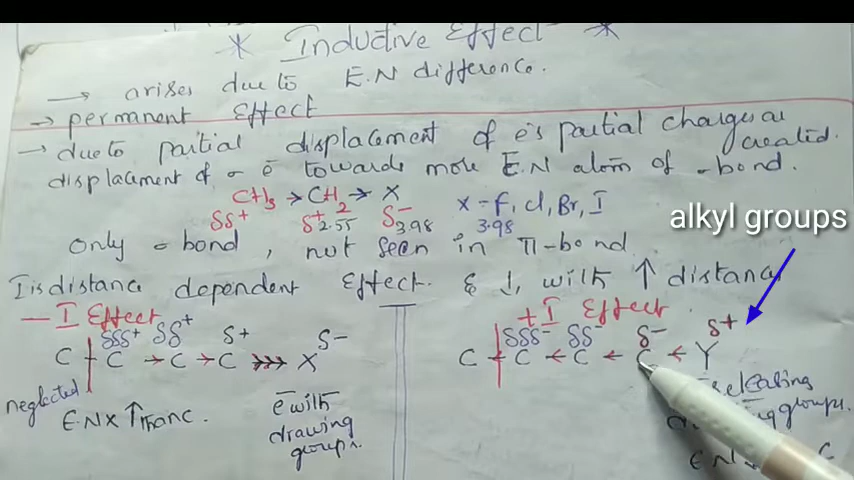 * Inductive Effect *
→ arises due to E.N difference.
→ permanent Effect
→ due to partial displacement of e's partial charges are created.
displacement of σ e⁻ towards more E.N atom of σ-bond.
CH₃ → CH₂ → X X - F, Cl, Br, I
δδ⁺ δ⁺ 2.55 δ⁻ 3.98 3.98
alkyl groups
Only σ bond, not seen in π-bond
I is distance dependent Effect. & ↓ with ↑ distance
- I Effect
+ I Effect
δδδ⁺ δδ⁺ δ⁺ δ⁻
C + C → C → C >>> X
δδδ⁻ δδ⁻ δ⁻ δ⁺
C ← C ← C ← C ← Y
neglected
E.N X ↑ than C.
e⁻ with
drawing
groups.
releasing
groups.
EN